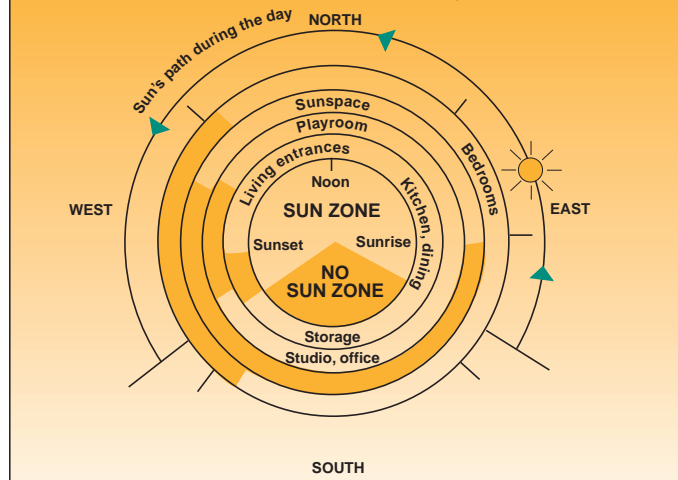 Sun's path during the day
NORTH
Sunspace
Playroom
Living entrances
Bedrooms
Kitchen, dining
Noon
SUN ZONE
WEST
EAST
Sunset
Sunrise
NO
SUN ZONE
Storage
Studio, office
SOUTH